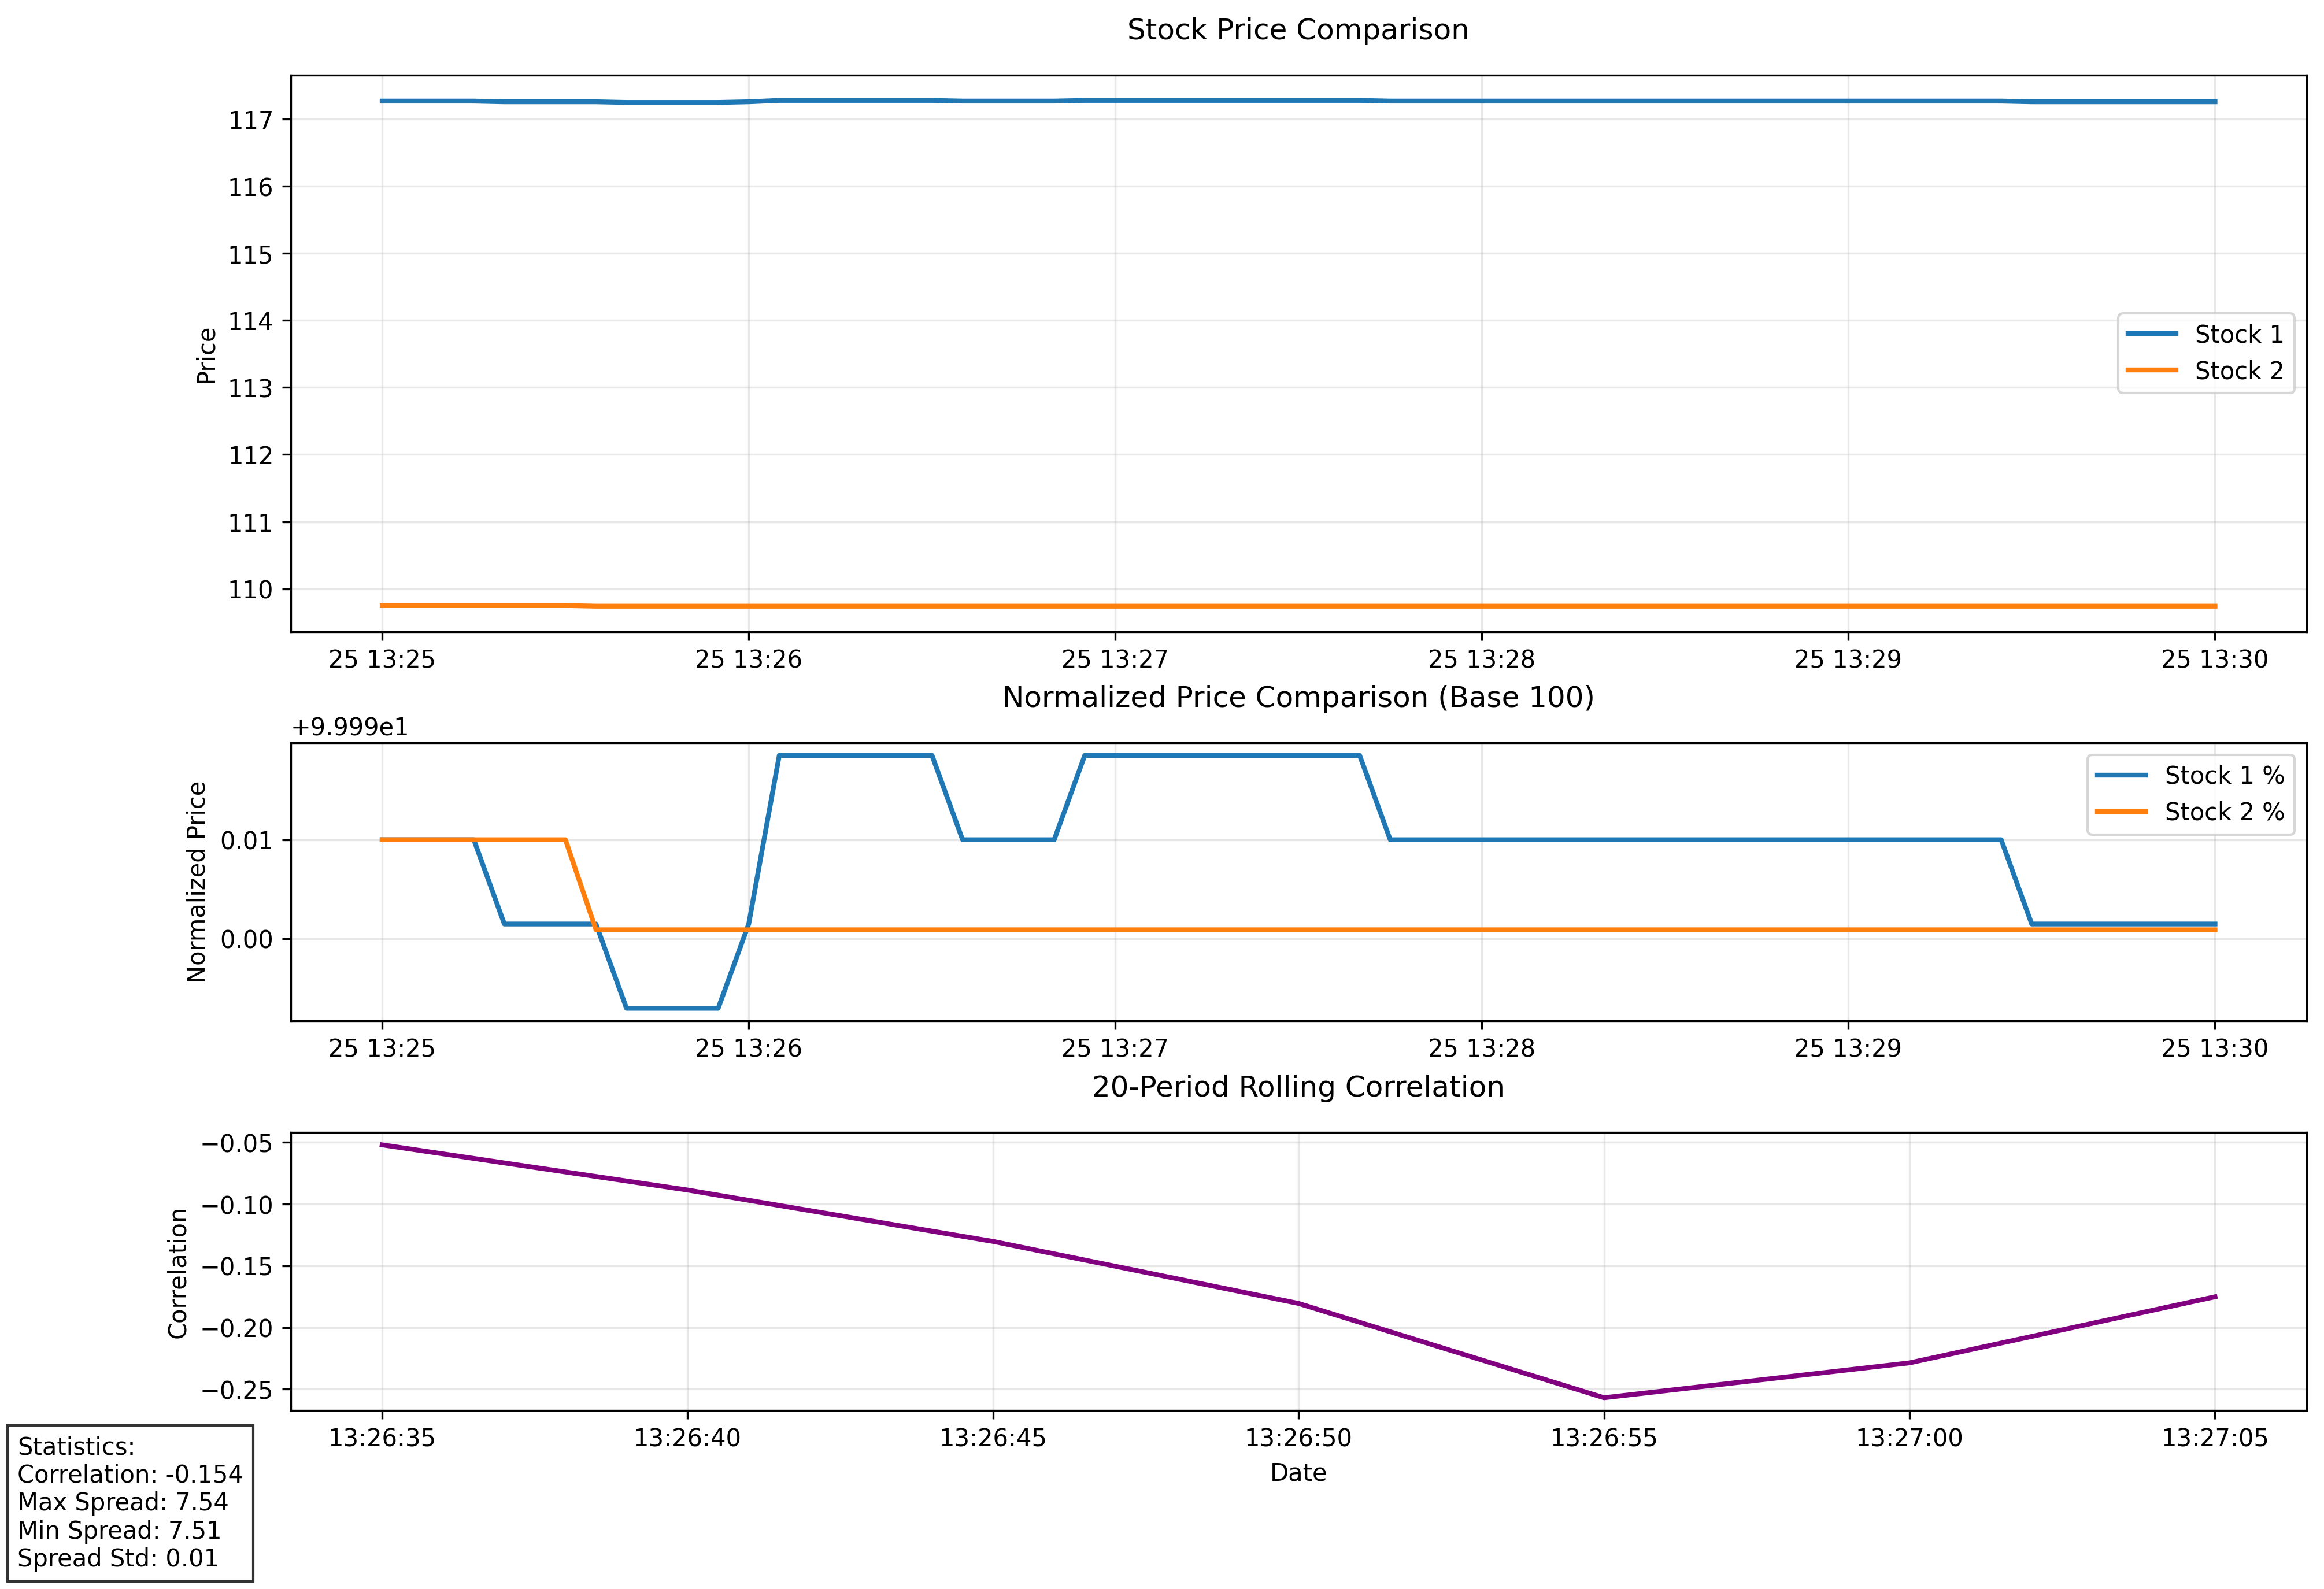 Stock Price Comparison
117
116
115
114
113
112
111
110
Price
Stock 1
Stock 2
25 13:25 25 13:26 25 13:27 25 13:28 25 13:29 25 13:30
Normalized Price Comparison (Base 100)
+9.999e1
0.01
0.00
Normalized Price
Stock 1 %
Stock 2 %
25 13:25 25 13:26 25 13:27 25 13:28 25 13:29 25 13:30
20-Period Rolling Correlation
−0.05
−0.10
−0.15
−0.20
−0.25
Correlation
13:26:35 13:26:40 13:26:45 13:26:50 13:26:55 13:27:00 13:27:05
Date
Statistics:
Correlation: -0.154
Max Spread: 7.54
Min Spread: 7.51
Spread Std: 0.01